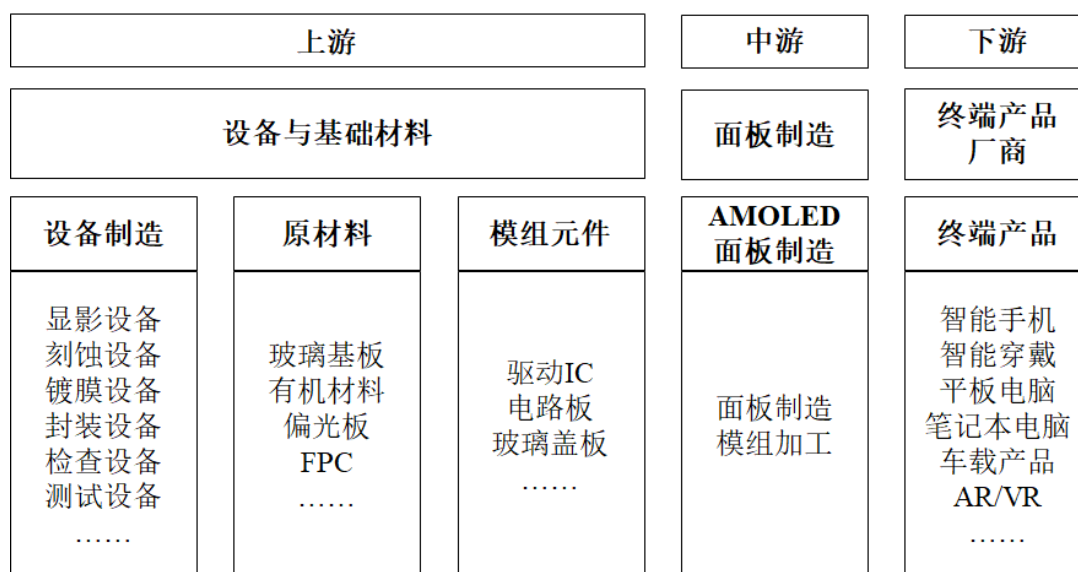 上游
中游
下游
设备与基础材料
面板制造
终端产品
厂商
设备制造
原材料
模组元件
AMOLED
面板制造
终端产品
显影设备
刻蚀设备
镀膜设备
封装设备
检查设备
测试设备
……
玻璃基板
有机材料
偏光板
FPC
……
驱动IC
电路板
玻璃盖板
……
面板制造
模组加工
智能手机
智能穿戴
平板电脑
笔记本电脑
车载产品
AR/VR
……